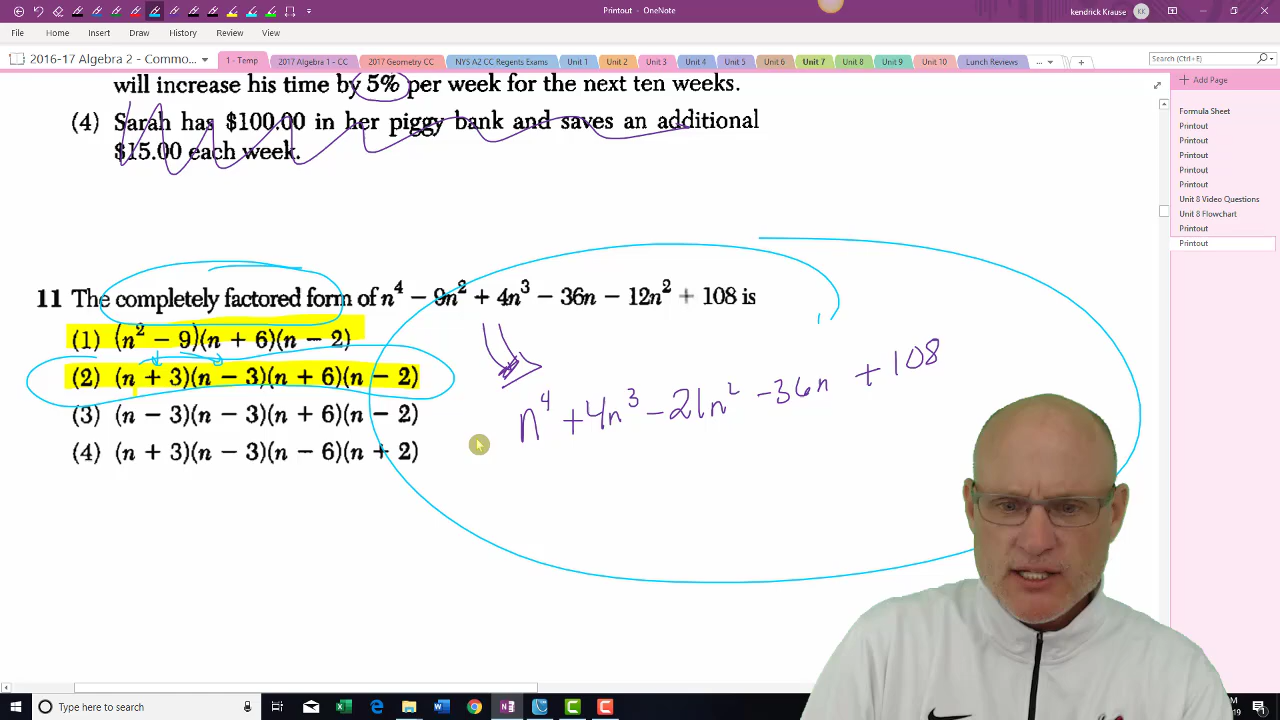 Printout - OneNote
kendrick Krause
KK
File Home Insert Draw History Review View
2016-17 Algebra 2 - Commo...
1 - Temp
2017 Algebra 1 - CC
2017 Geometry CC
NYS A2 CC Regents Exams
Unit 1
Unit 2
Unit 3
Unit 4
Unit 5
Unit 6
Unit 7
Unit 8
Unit 9
Unit 10
Lunch Reviews
Search (Ctrl+E)
Add Page
Formula Sheet
Printout
Printout
Printout
Printout
Printout
Unit 8 Video Questions
Unit 8 Flowchart
Printout
Printout
will increase his time by 5% per week for the next ten weeks.
(4) Sarah has $100.00 in her piggy bank and saves an additional
$15.00 each week.
11 The completely factored form of n⁴ − 9n² + 4n³ − 36n − 12n² + 108 is
(1) (n² − 9)(n + 6)(n − 2)
(2) (n + 3)(n − 3)(n + 6)(n − 2)
(3) (n − 3)(n − 3)(n + 6)(n − 2)
(4) (n + 3)(n − 3)(n − 6)(n + 2)
n⁴ + 4n³ − 21n² − 36n + 108
Type here to search